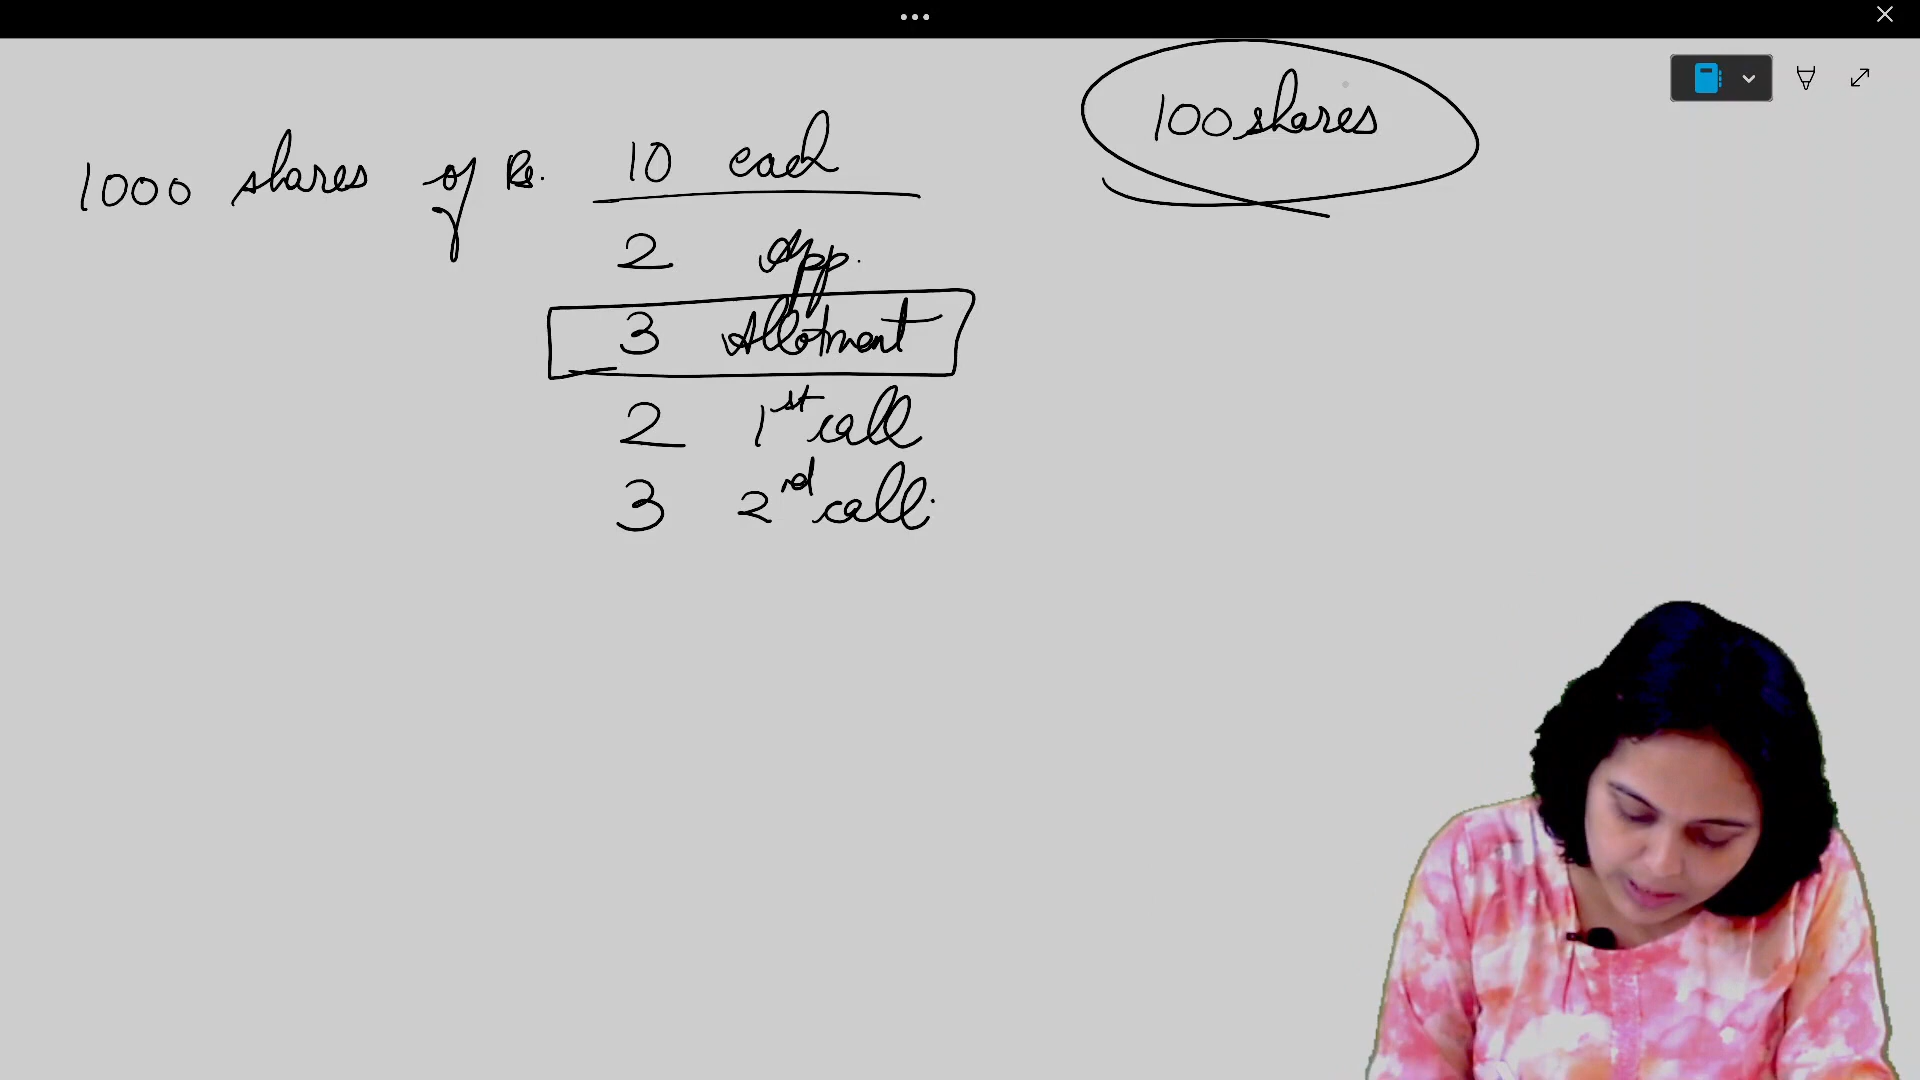 1000 shares of Rs. 10 each
2 App.
3 Allotment
2 1st call
3 2nd call.
100 shares